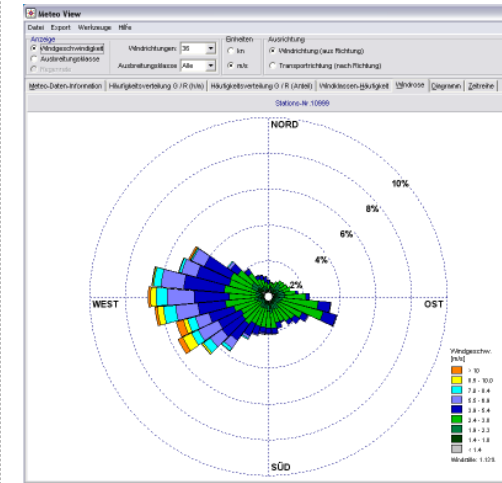 Meteo View
Datei Export Werkzeuge Hilfe
Anzeige
Windgeschwindigkeit
Ausbreitungsklasse
Windrichtungen: 36
Ausbreitungsklasse Alle
Einheiten
kn
m/s
Ausrichtung
Windrichtung (aus Richtung)
Transportrichtung (nach Richtung)
Meteo-Daten-Information Häufigkeitsverteilung G / R (h/a) Häufigkeitsverteilung G / R (Anteil) Windklassen-Häufigkeit Windrose Diagramm Zeitreihe
Stations-Nr.10999
NORD
10%
8%
6%
4%
2%
WEST
OST
SÜD
Windgeschw.
[m/s]
> 10
8.5 - 10.0
7.0 - 8.4
5.5 - 6.9
3.9 - 5.4
2.4 - 3.8
1.9 - 2.3
1.4 - 1.8
< 1.4